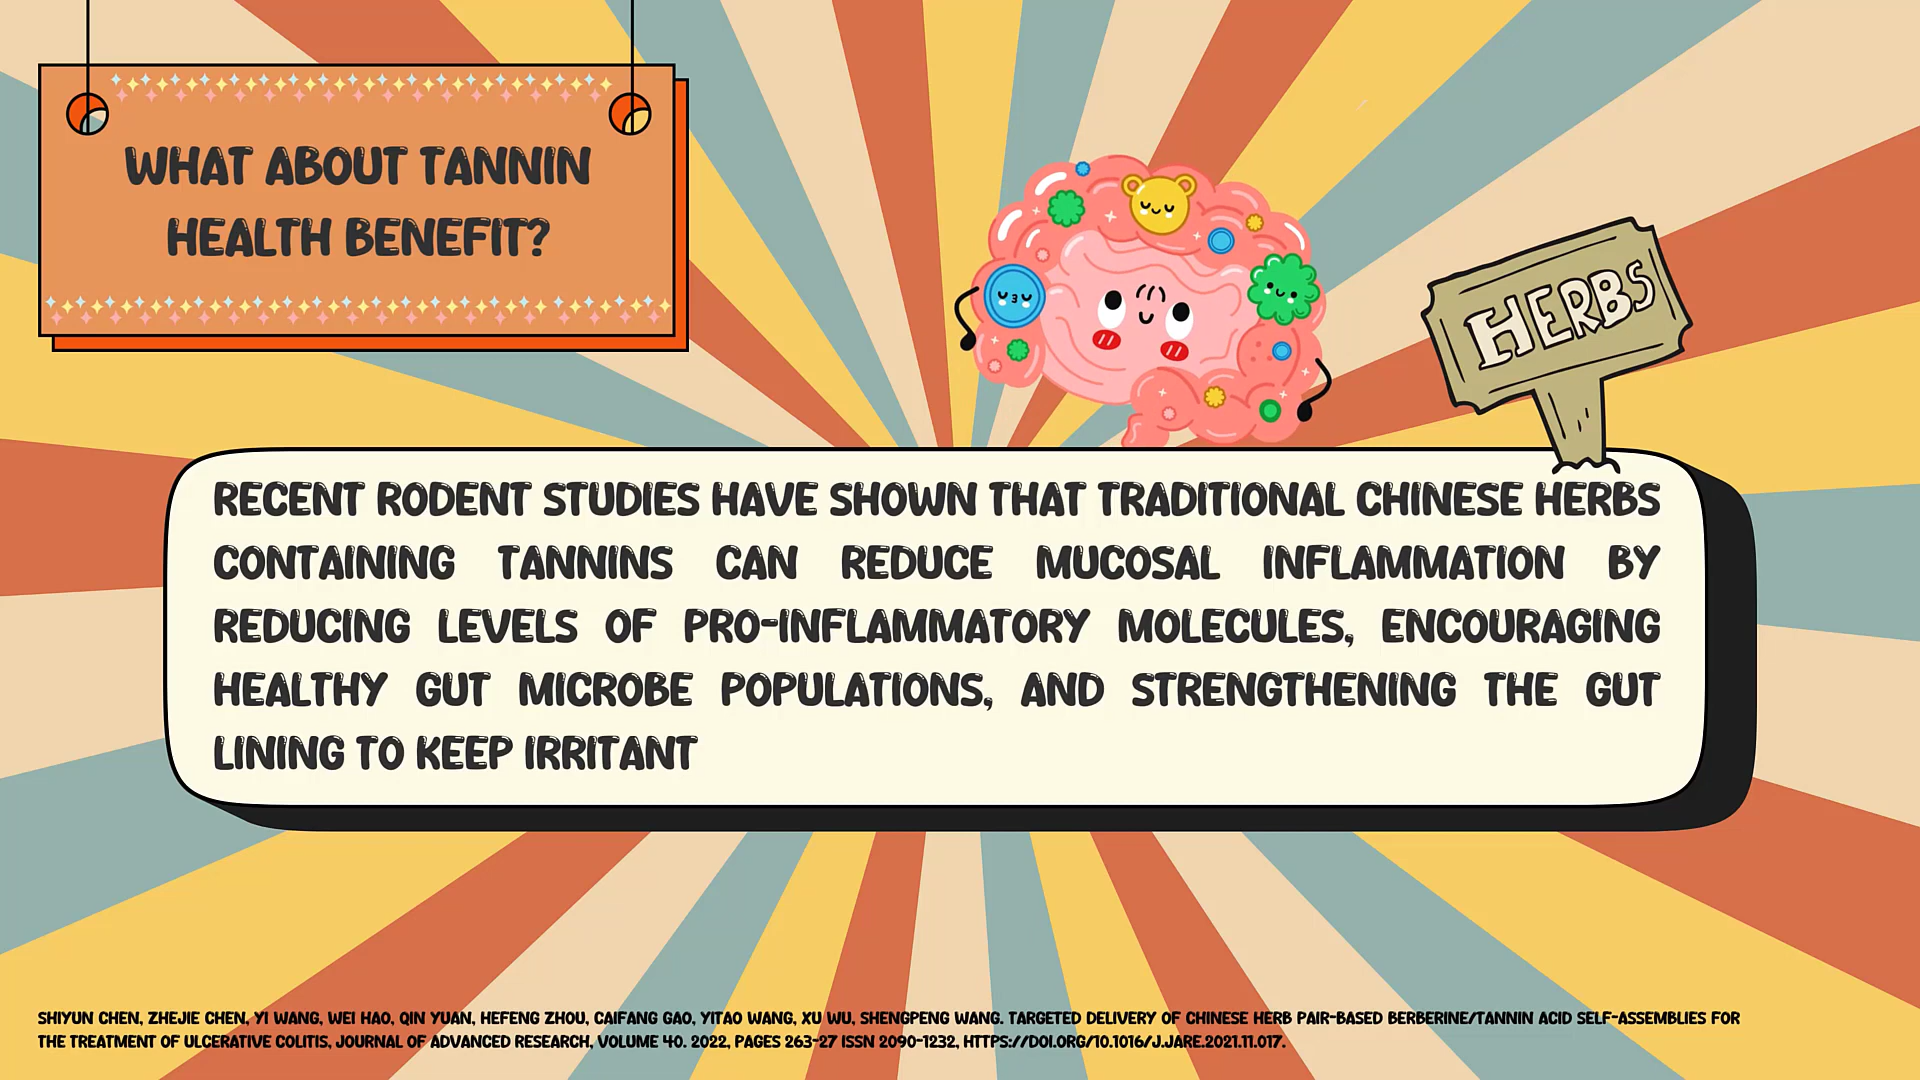 WHAT ABOUT TANNIN
HEALTH BENEFIT?
HERBS
RECENT RODENT STUDIES HAVE SHOWN THAT TRADITIONAL CHINESE HERBS
CONTAINING TANNINS CAN REDUCE MUCOSAL INFLAMMATION BY
REDUCING LEVELS OF PRO-INFLAMMATORY MOLECULES, ENCOURAGING
HEALTHY GUT MICROBE POPULATIONS, AND STRENGTHENING THE GUT
LINING TO KEEP IRRITANT
SHIYUN CHEN, ZHEJIE CHEN, YI WANG, WEI HAO, QIN YUAN, HEFENG ZHOU, CAIFANG GAO, YITAO WANG, XU WU, SHENGPENG WANG. TARGETED DELIVERY OF CHINESE HERB PAIR-BASED BERBERINE/TANNIN ACID SELF-ASSEMBLIES FOR
THE TREATMENT OF ULCERATIVE COLITIS, JOURNAL OF ADVANCED RESEARCH, VOLUME 40. 2022, PAGES 263-27 ISSN 2090-1232, HTTPS://DOI.ORG/10.1016/J.JARE.2021.11.017.